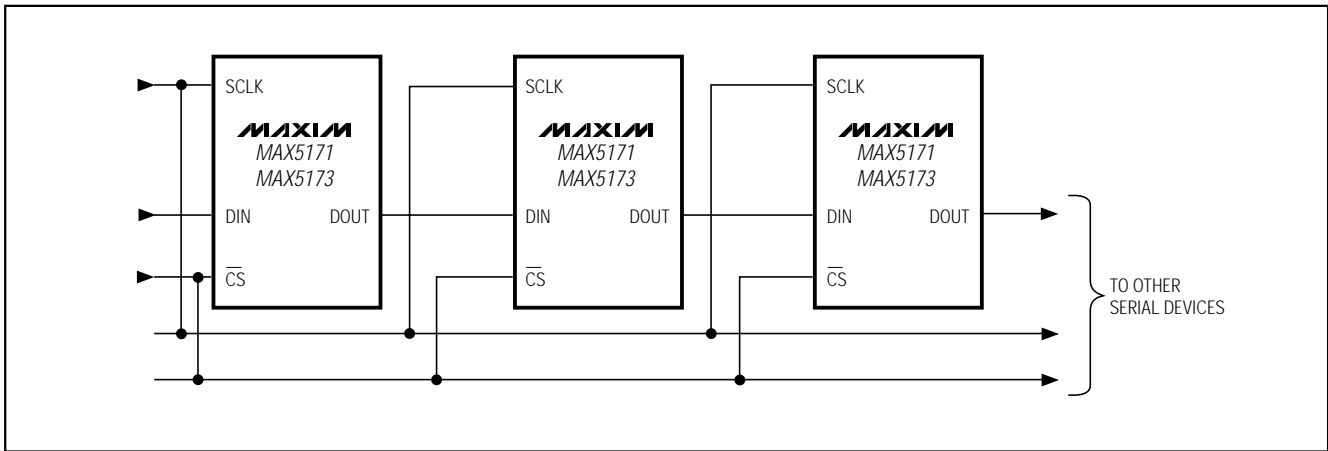 SCLK
MAXIM
MAX5171
MAX5173
DIN DOUT
CS
SCLK
MAXIM
MAX5171
MAX5173
DIN DOUT
CS
SCLK
MAXIM
MAX5171
MAX5173
DIN DOUT
CS
TO OTHER
SERIAL DEVICES